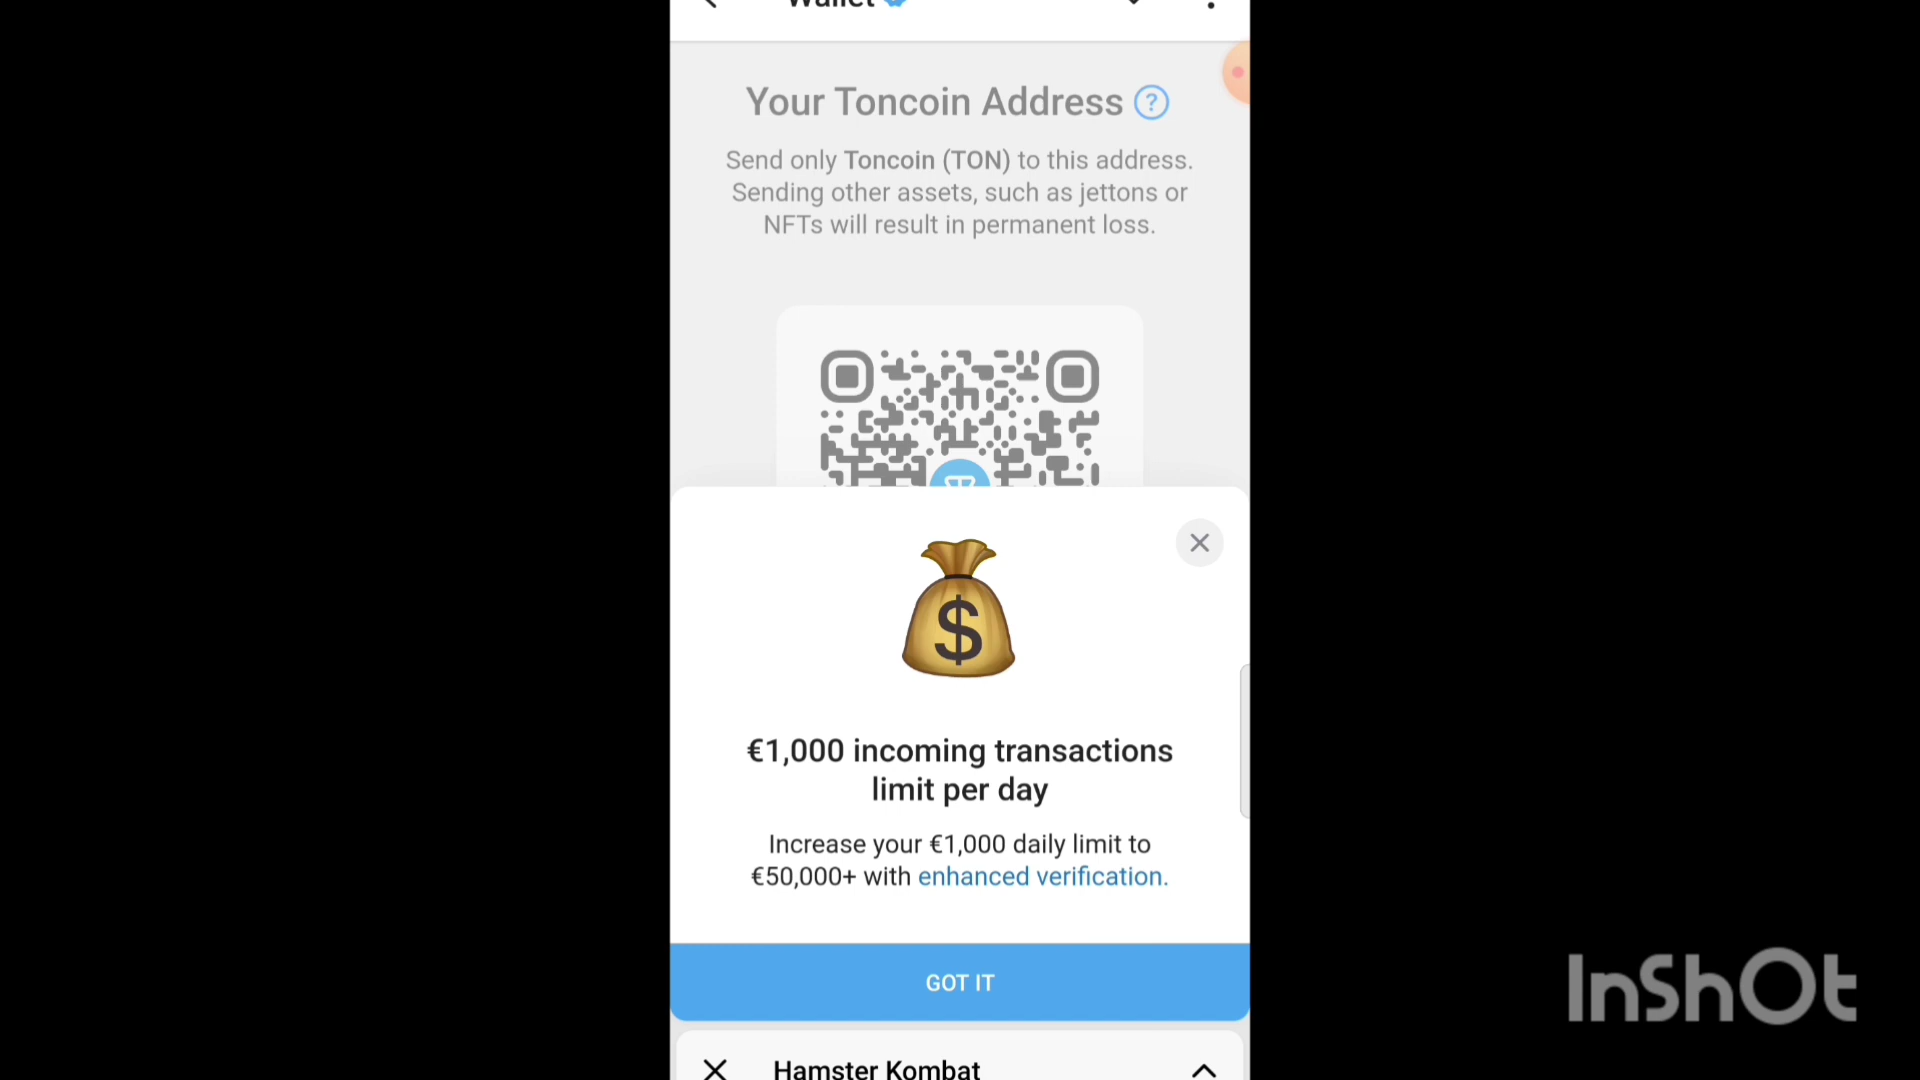 Wallet
Your Toncoin Address ?
Send only Toncoin (TON) to this address.
Sending other assets, such as jettons or
NFTs will result in permanent loss.
$
€1,000 incoming transactions
limit per day
Increase your €1,000 daily limit to
€50,000+ with enhanced verification.
GOT IT
Hamster Kombat
InShOt